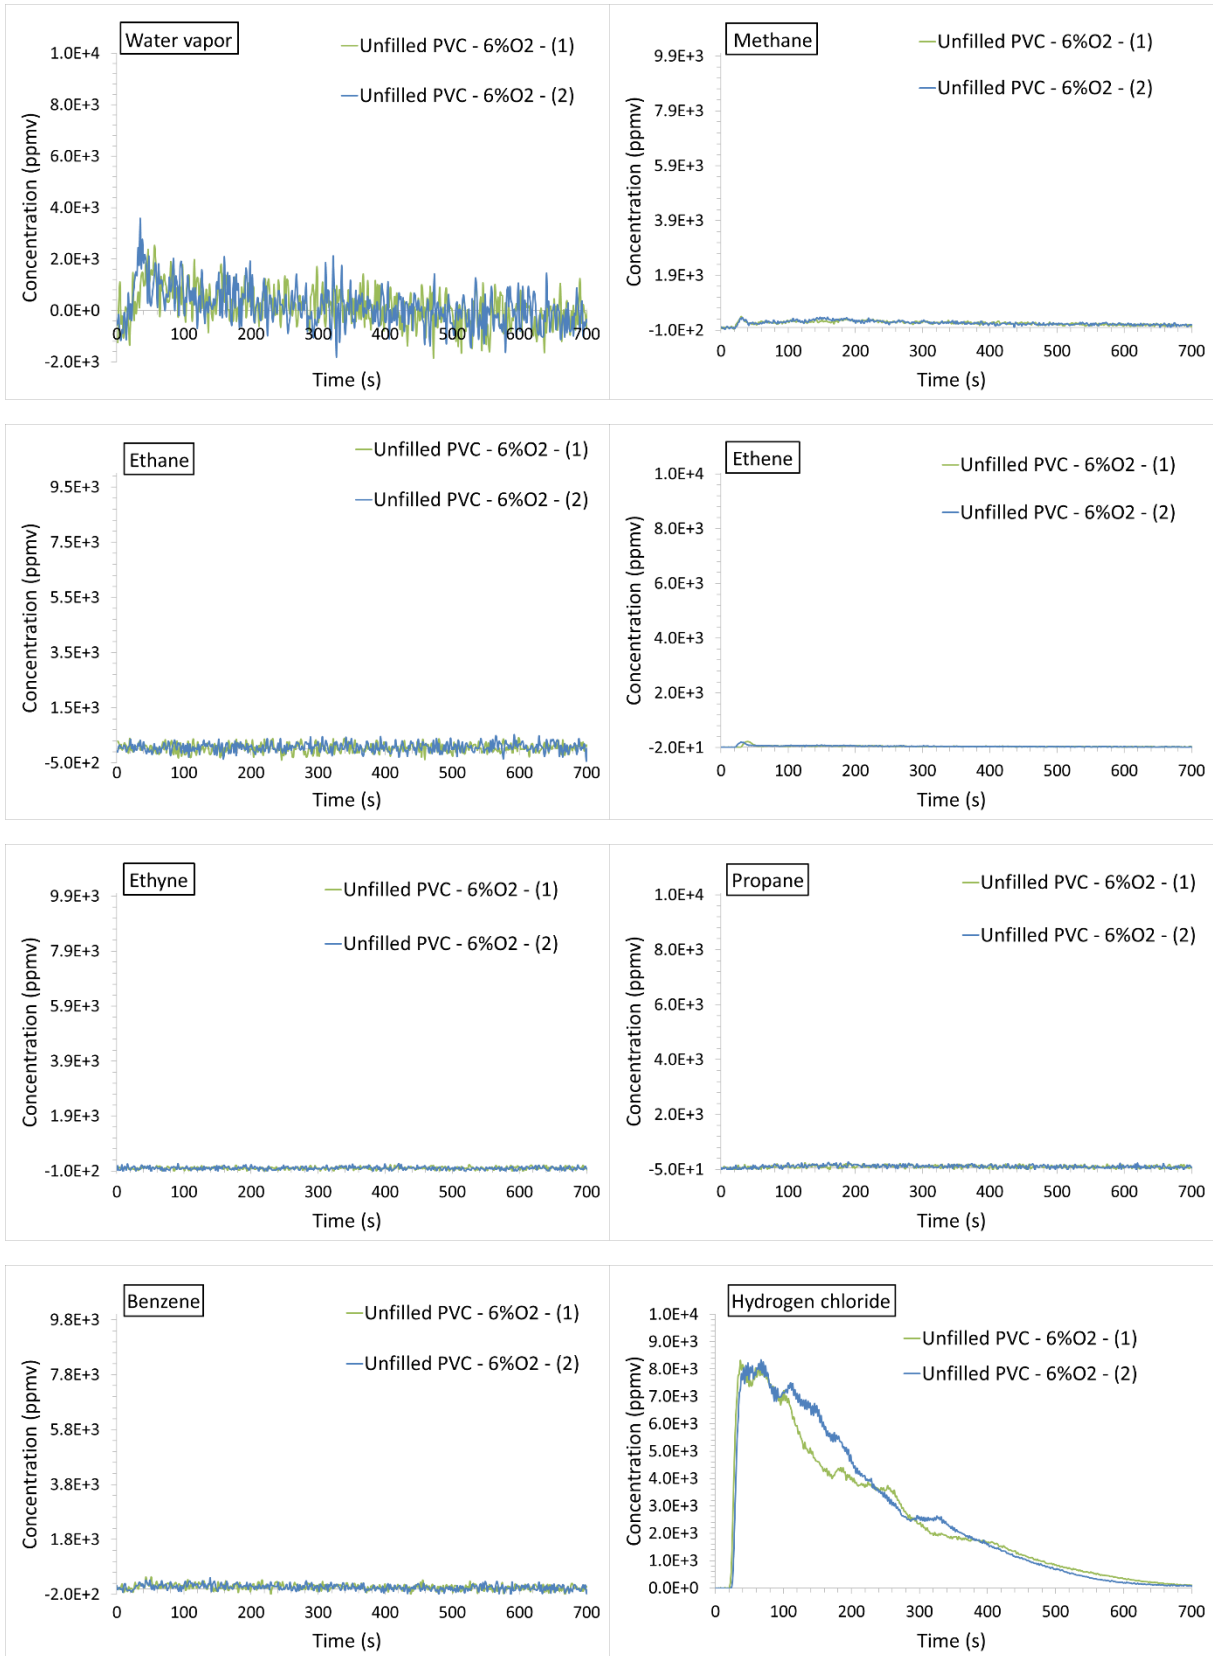 Water vapor
Unfilled PVC - 6%O2 - (1)
Unfilled PVC - 6%O2 - (2)
Concentration (ppmv)
1.0E+4
8.0E+3
6.0E+3
4.0E+3
2.0E+3
0.0E+0
-2.0E+3
0 100 200 300 400 500 600 700
Time (s)
Methane
Unfilled PVC - 6%O2 - (1)
Unfilled PVC - 6%O2 - (2)
Concentration (ppmv)
9.9E+3
7.9E+3
5.9E+3
3.9E+3
1.9E+3
-1.0E+2
0 100 200 300 400 500 600 700
Time (s)
Ethane
Unfilled PVC - 6%O2 - (1)
Unfilled PVC - 6%O2 - (2)
Concentration (ppmv)
9.5E+3
7.5E+3
5.5E+3
3.5E+3
1.5E+3
-5.0E+2
0 100 200 300 400 500 600 700
Time (s)
Ethene
Unfilled PVC - 6%O2 - (1)
Unfilled PVC - 6%O2 - (2)
Concentration (ppmv)
1.0E+4
8.0E+3
6.0E+3
4.0E+3
2.0E+3
-2.0E+1
0 100 200 300 400 500 600 700
Time (s)
Ethyne
Unfilled PVC - 6%O2 - (1)
Unfilled PVC - 6%O2 - (2)
Concentration (ppmv)
9.9E+3
7.9E+3
5.9E+3
3.9E+3
1.9E+3
-1.0E+2
0 100 200 300 400 500 600 700
Time (s)
Propane
Unfilled PVC - 6%O2 - (1)
Unfilled PVC - 6%O2 - (2)
Concentration (ppmv)
1.0E+4
8.0E+3
6.0E+3
4.0E+3
2.0E+3
-5.0E+1
0 100 200 300 400 500 600 700
Time (s)
Benzene
Unfilled PVC - 6%O2 - (1)
Unfilled PVC - 6%O2 - (2)
Concentration (ppmv)
9.8E+3
7.8E+3
5.8E+3
3.8E+3
1.8E+3
-2.0E+2
0 100 200 300 400 500 600 700
Time (s)
Hydrogen chloride
Unfilled PVC - 6%O2 - (1)
Unfilled PVC - 6%O2 - (2)
Concentration (ppmv)
1.0E+4
9.0E+3
8.0E+3
7.0E+3
6.0E+3
5.0E+3
4.0E+3
3.0E+3
2.0E+3
1.0E+3
0.0E+0
0 100 200 300 400 500 600 700
Time (s)